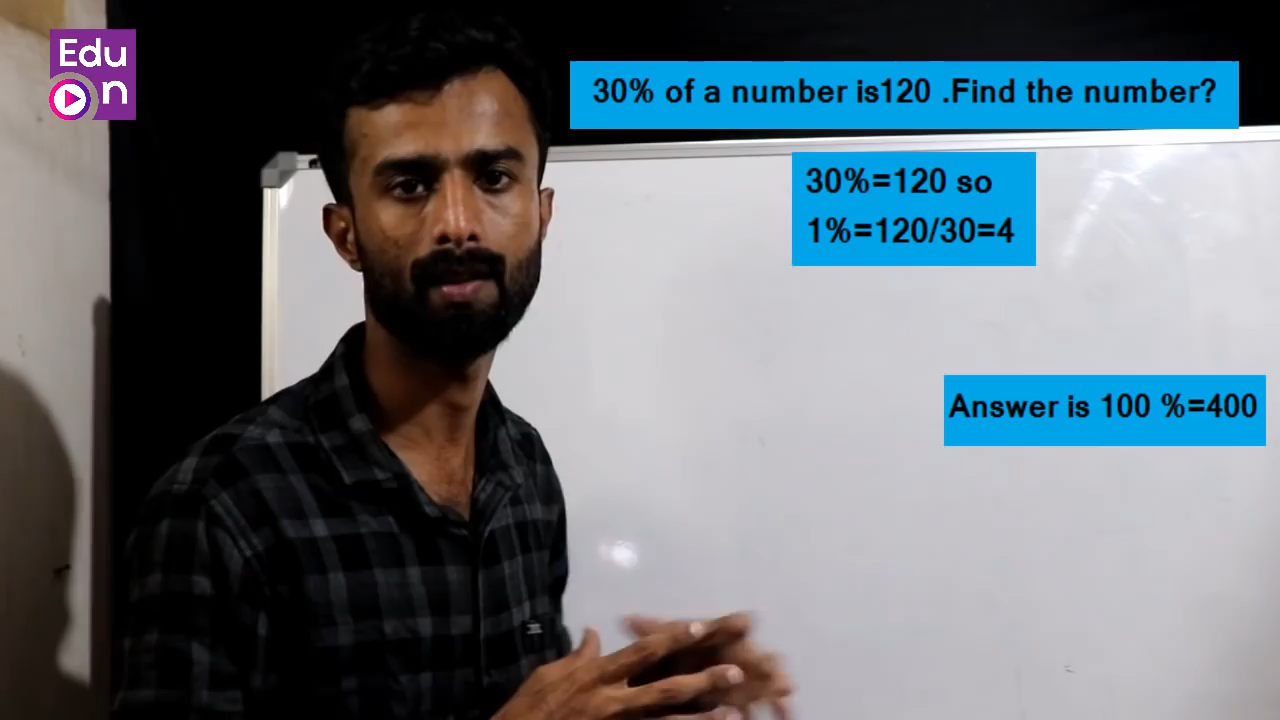 Edu
on
30% of a number is120 .Find the number?
30%=120 so
1%=120/30=4
Answer is 100 %=400